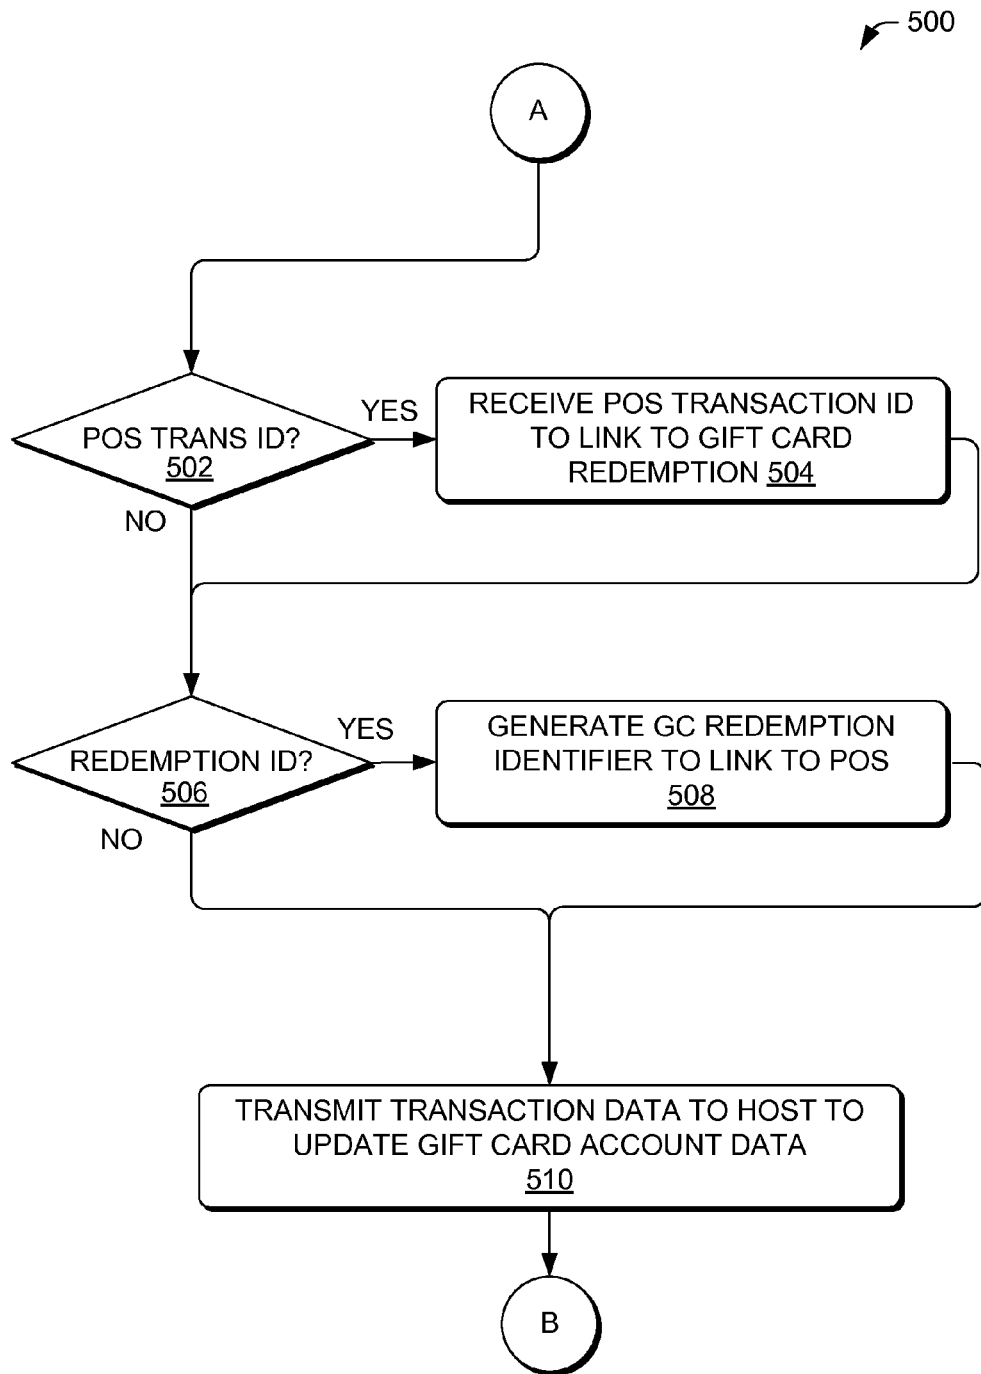 500
A
POS TRANS ID?
502
YES
NO
RECEIVE POS TRANSACTION ID
TO LINK TO GIFT CARD
REDEMPTION 504
REDEMPTION ID?
506
YES
NO
GENERATE GC REDEMPTION
IDENTIFIER TO LINK TO POS
508
TRANSMIT TRANSACTION DATA TO HOST TO
UPDATE GIFT CARD ACCOUNT DATA
510
B